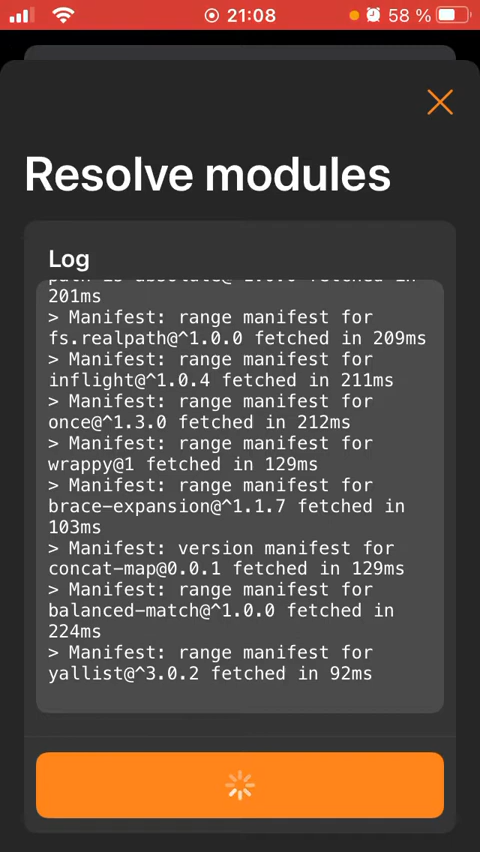 21:08
58 %
Resolve modules
Log
201ms
> Manifest: range manifest for
fs.realpath@^1.0.0 fetched in 209ms
> Manifest: range manifest for
inflight@^1.0.4 fetched in 211ms
> Manifest: range manifest for
once@^1.3.0 fetched in 212ms
> Manifest: range manifest for
wrappy@1 fetched in 129ms
> Manifest: range manifest for
brace-expansion@^1.1.7 fetched in
103ms
> Manifest: version manifest for
concat-map@0.0.1 fetched in 129ms
> Manifest: range manifest for
balanced-match@^1.0.0 fetched in
224ms
> Manifest: range manifest for
yallist@^3.0.2 fetched in 92ms